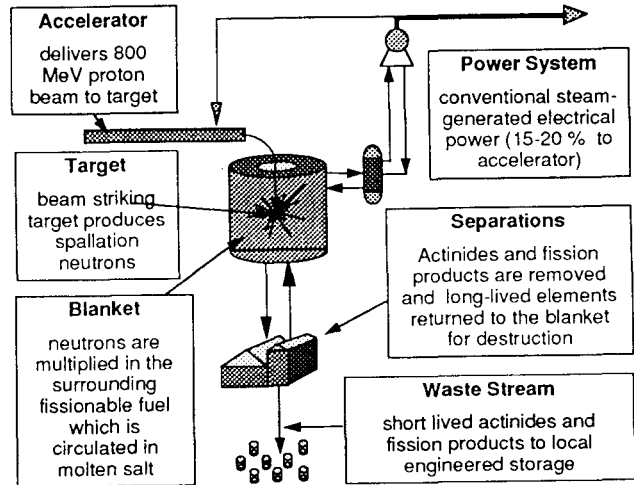 Accelerator
delivers 800
MeV proton
beam to target
Power System
conventional steam-
generated electrical
power (15-20 % to
accelerator)
Target
beam striking
target produces
spallation
neutrons
Separations
Actinides and fission
products are removed
and long-lived elements
returned to the blanket
for destruction
Blanket
neutrons are
multiplied in the
surrounding
fissionable fuel
which is
circulated in
molten salt
Waste Stream
short lived actinides and
fission products to local
engineered storage